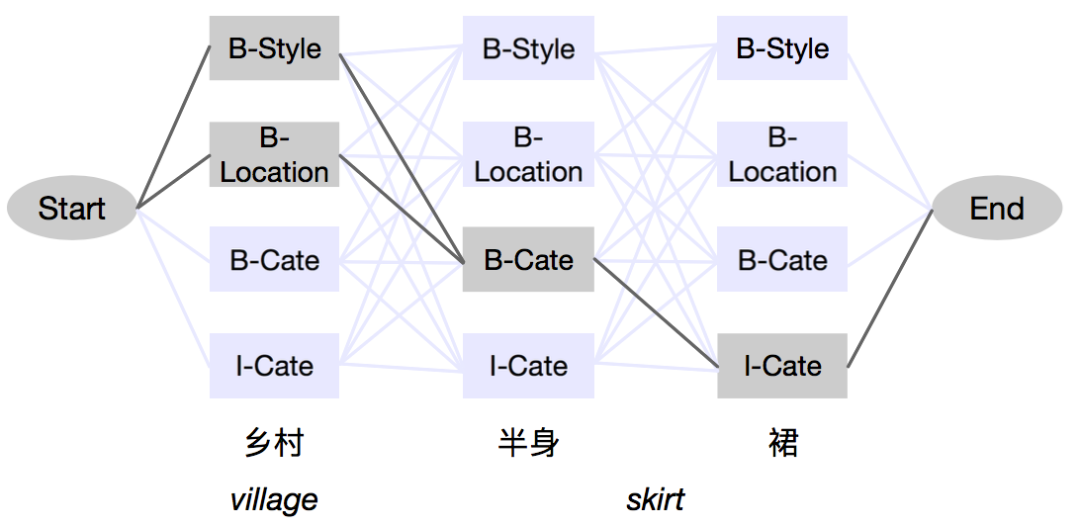 B-Style
B-Style
B-Style
B-
Location
B-
Location
B-
Location
Start
End
B-Cate
B-Cate
B-Cate
I-Cate
I-Cate
I-Cate
乡村
半身
裙
village
skirt